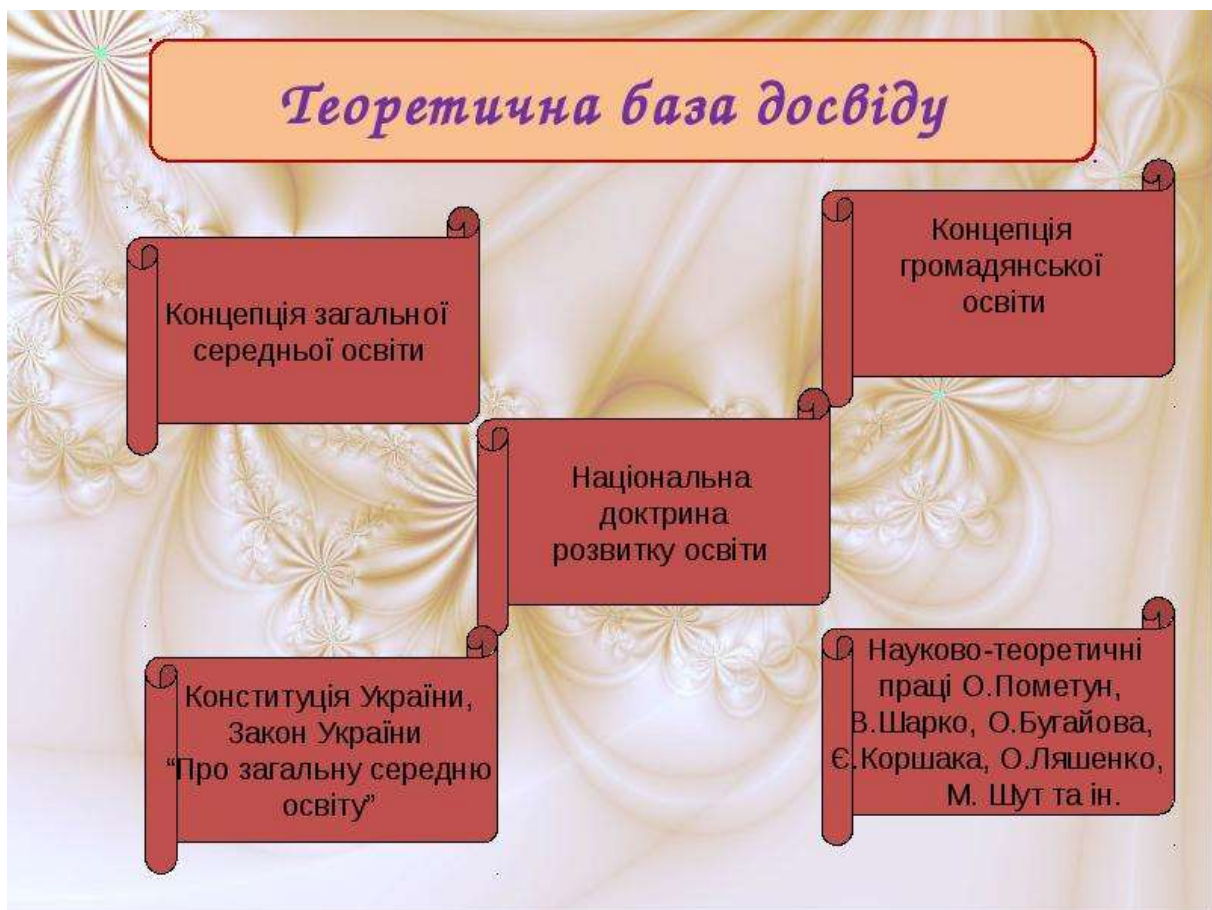 Теоретична база досвіду
Концепція загальної
середньої освіти
Концепція
громадянської
освіти
Національна
доктрина
розвитку освіти
Конституція України,
Закон України
“Про загальну середню
освіту”
Науково-теоретичні
праці О.Пометун,
В.Шарко, О.Бугайова,
Є.Коршака, О.Ляшенко,
М. Шут та ін.